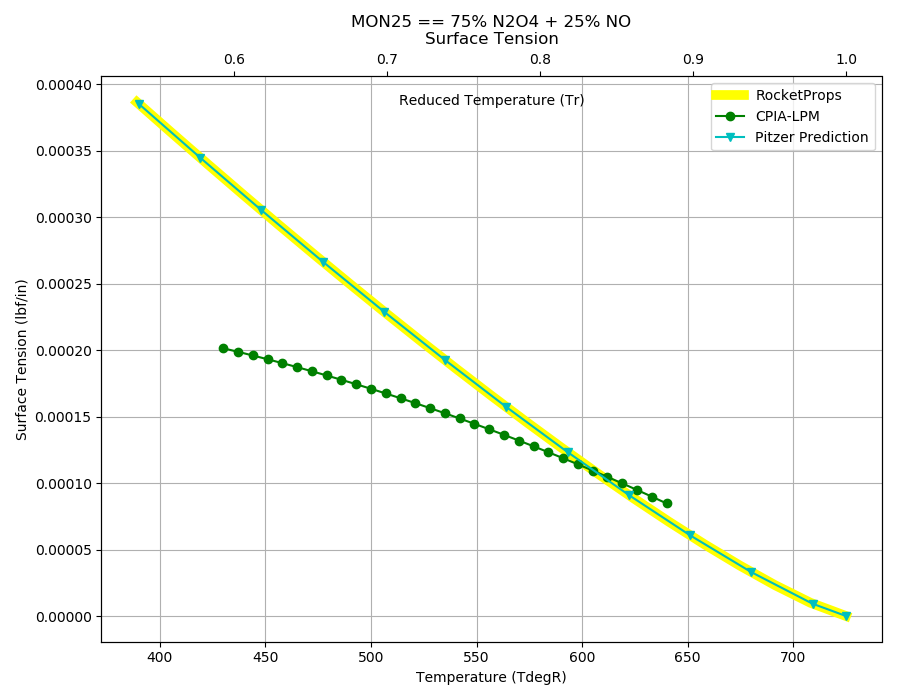 MON25 == 75% N2O4 + 25% NO
Surface Tension
0.6 0.7 0.8 0.9 1.0
Reduced Temperature (Tr)
RocketProps
CPIA-LPM
Pitzer Prediction
0.00040
0.00035
0.00030
0.00025
0.00020
0.00015
0.00010
0.00005
0.00000
Surface Tension (lbf/in)
400 450 500 550 600 650 700
Temperature (TdegR)